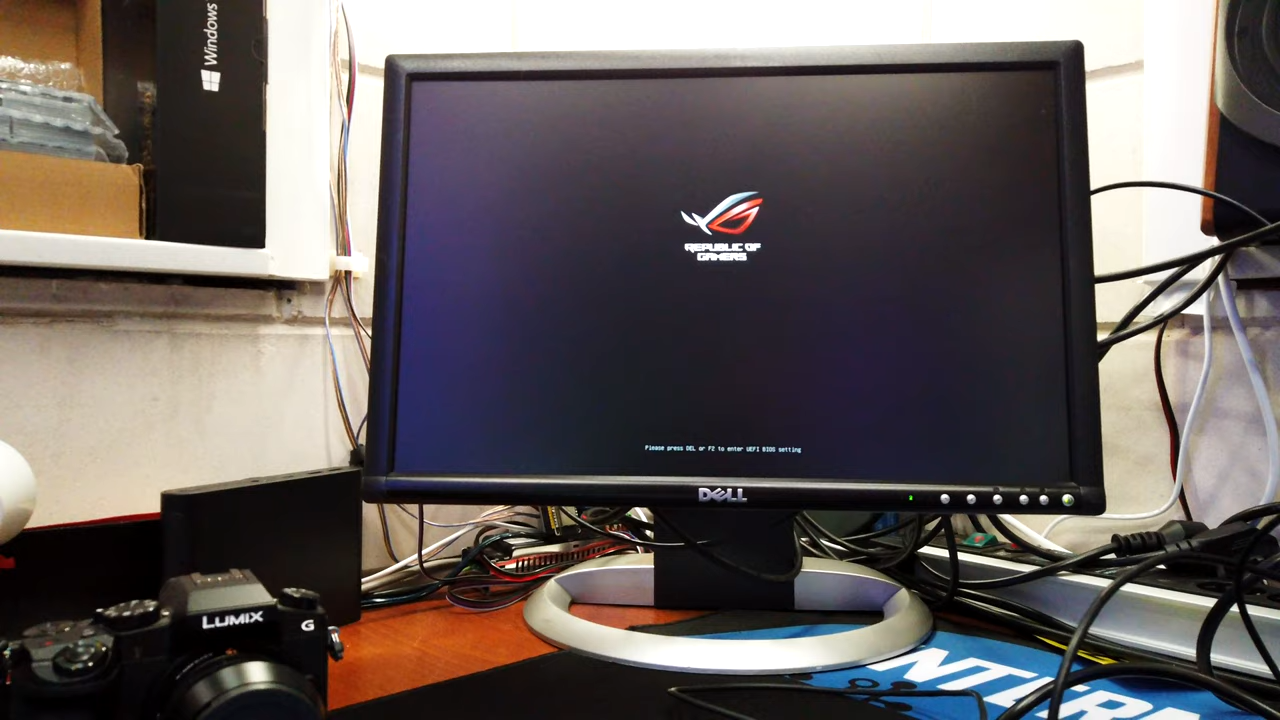 Windows
REPUBLIC OF
GAMERS
Please press DEL or F2 to enter UEFI BIOS setting
DELL
LUMIX
G